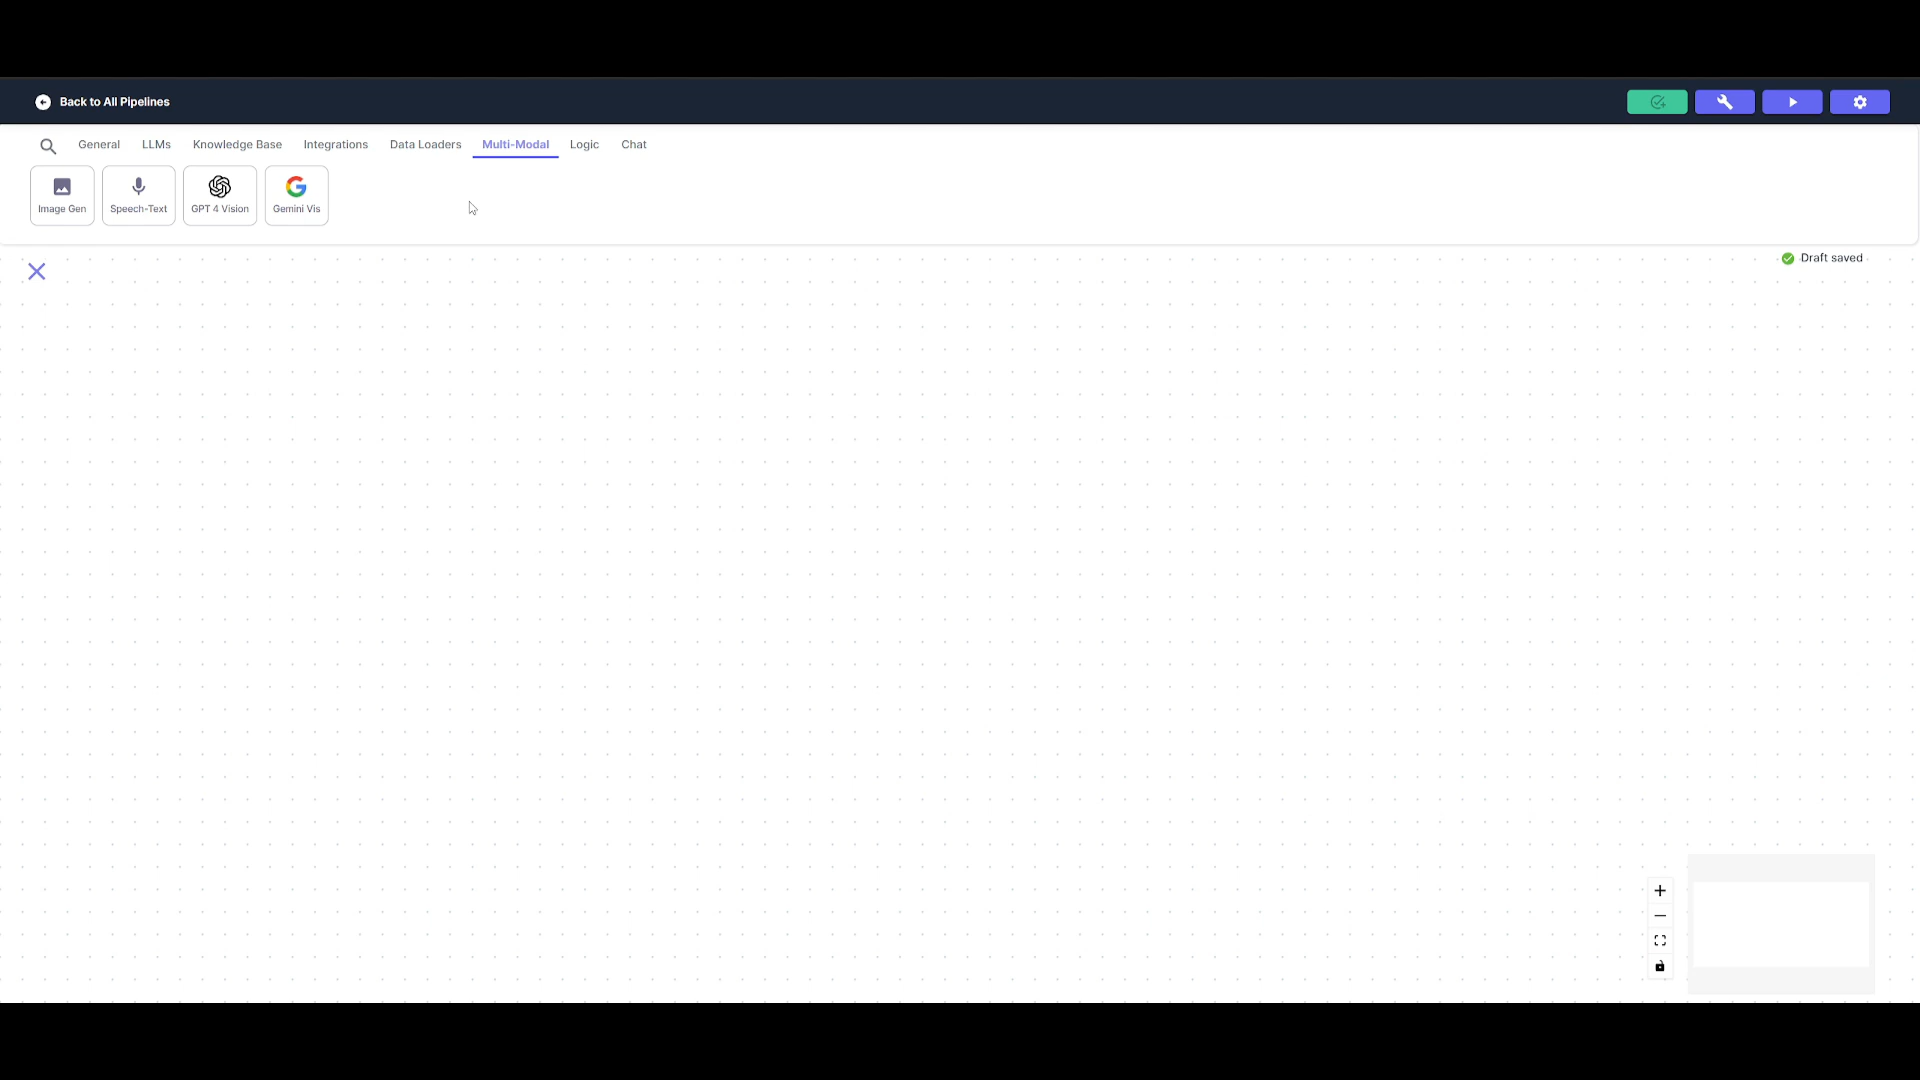 Back to All Pipelines
General LLMs Knowledge Base Integrations Data Loaders Multi-Modal Logic Chat
Image Gen Speech-Text GPT 4 Vision Gemini Vis
Draft saved